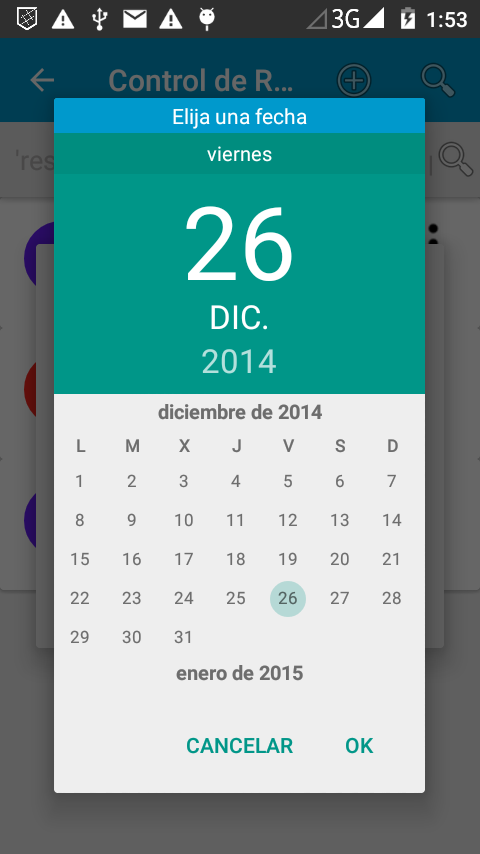 3G 1:53
Control de R...
Elija una fecha
'res
viernes
26
DIC.
2014
diciembre de 2014
L M X J V S D
1 2 3 4 5 6 7
8 9 10 11 12 13 14
15 16 17 18 19 20 21
22 23 24 25 26 27 28
29 30 31
enero de 2015
CANCELAR OK